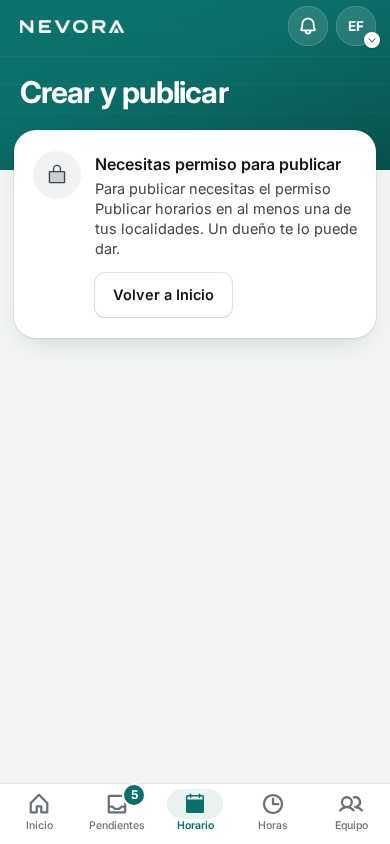 NEVORA
EF
Crear y publicar
Necesitas permiso para publicar
Para publicar necesitas el permiso
Publicar horarios en al menos una de
tus localidades. Un dueño te lo puede
dar.
Volver a Inicio
5
Inicio
Pendientes
Horario
Horas
Equipo